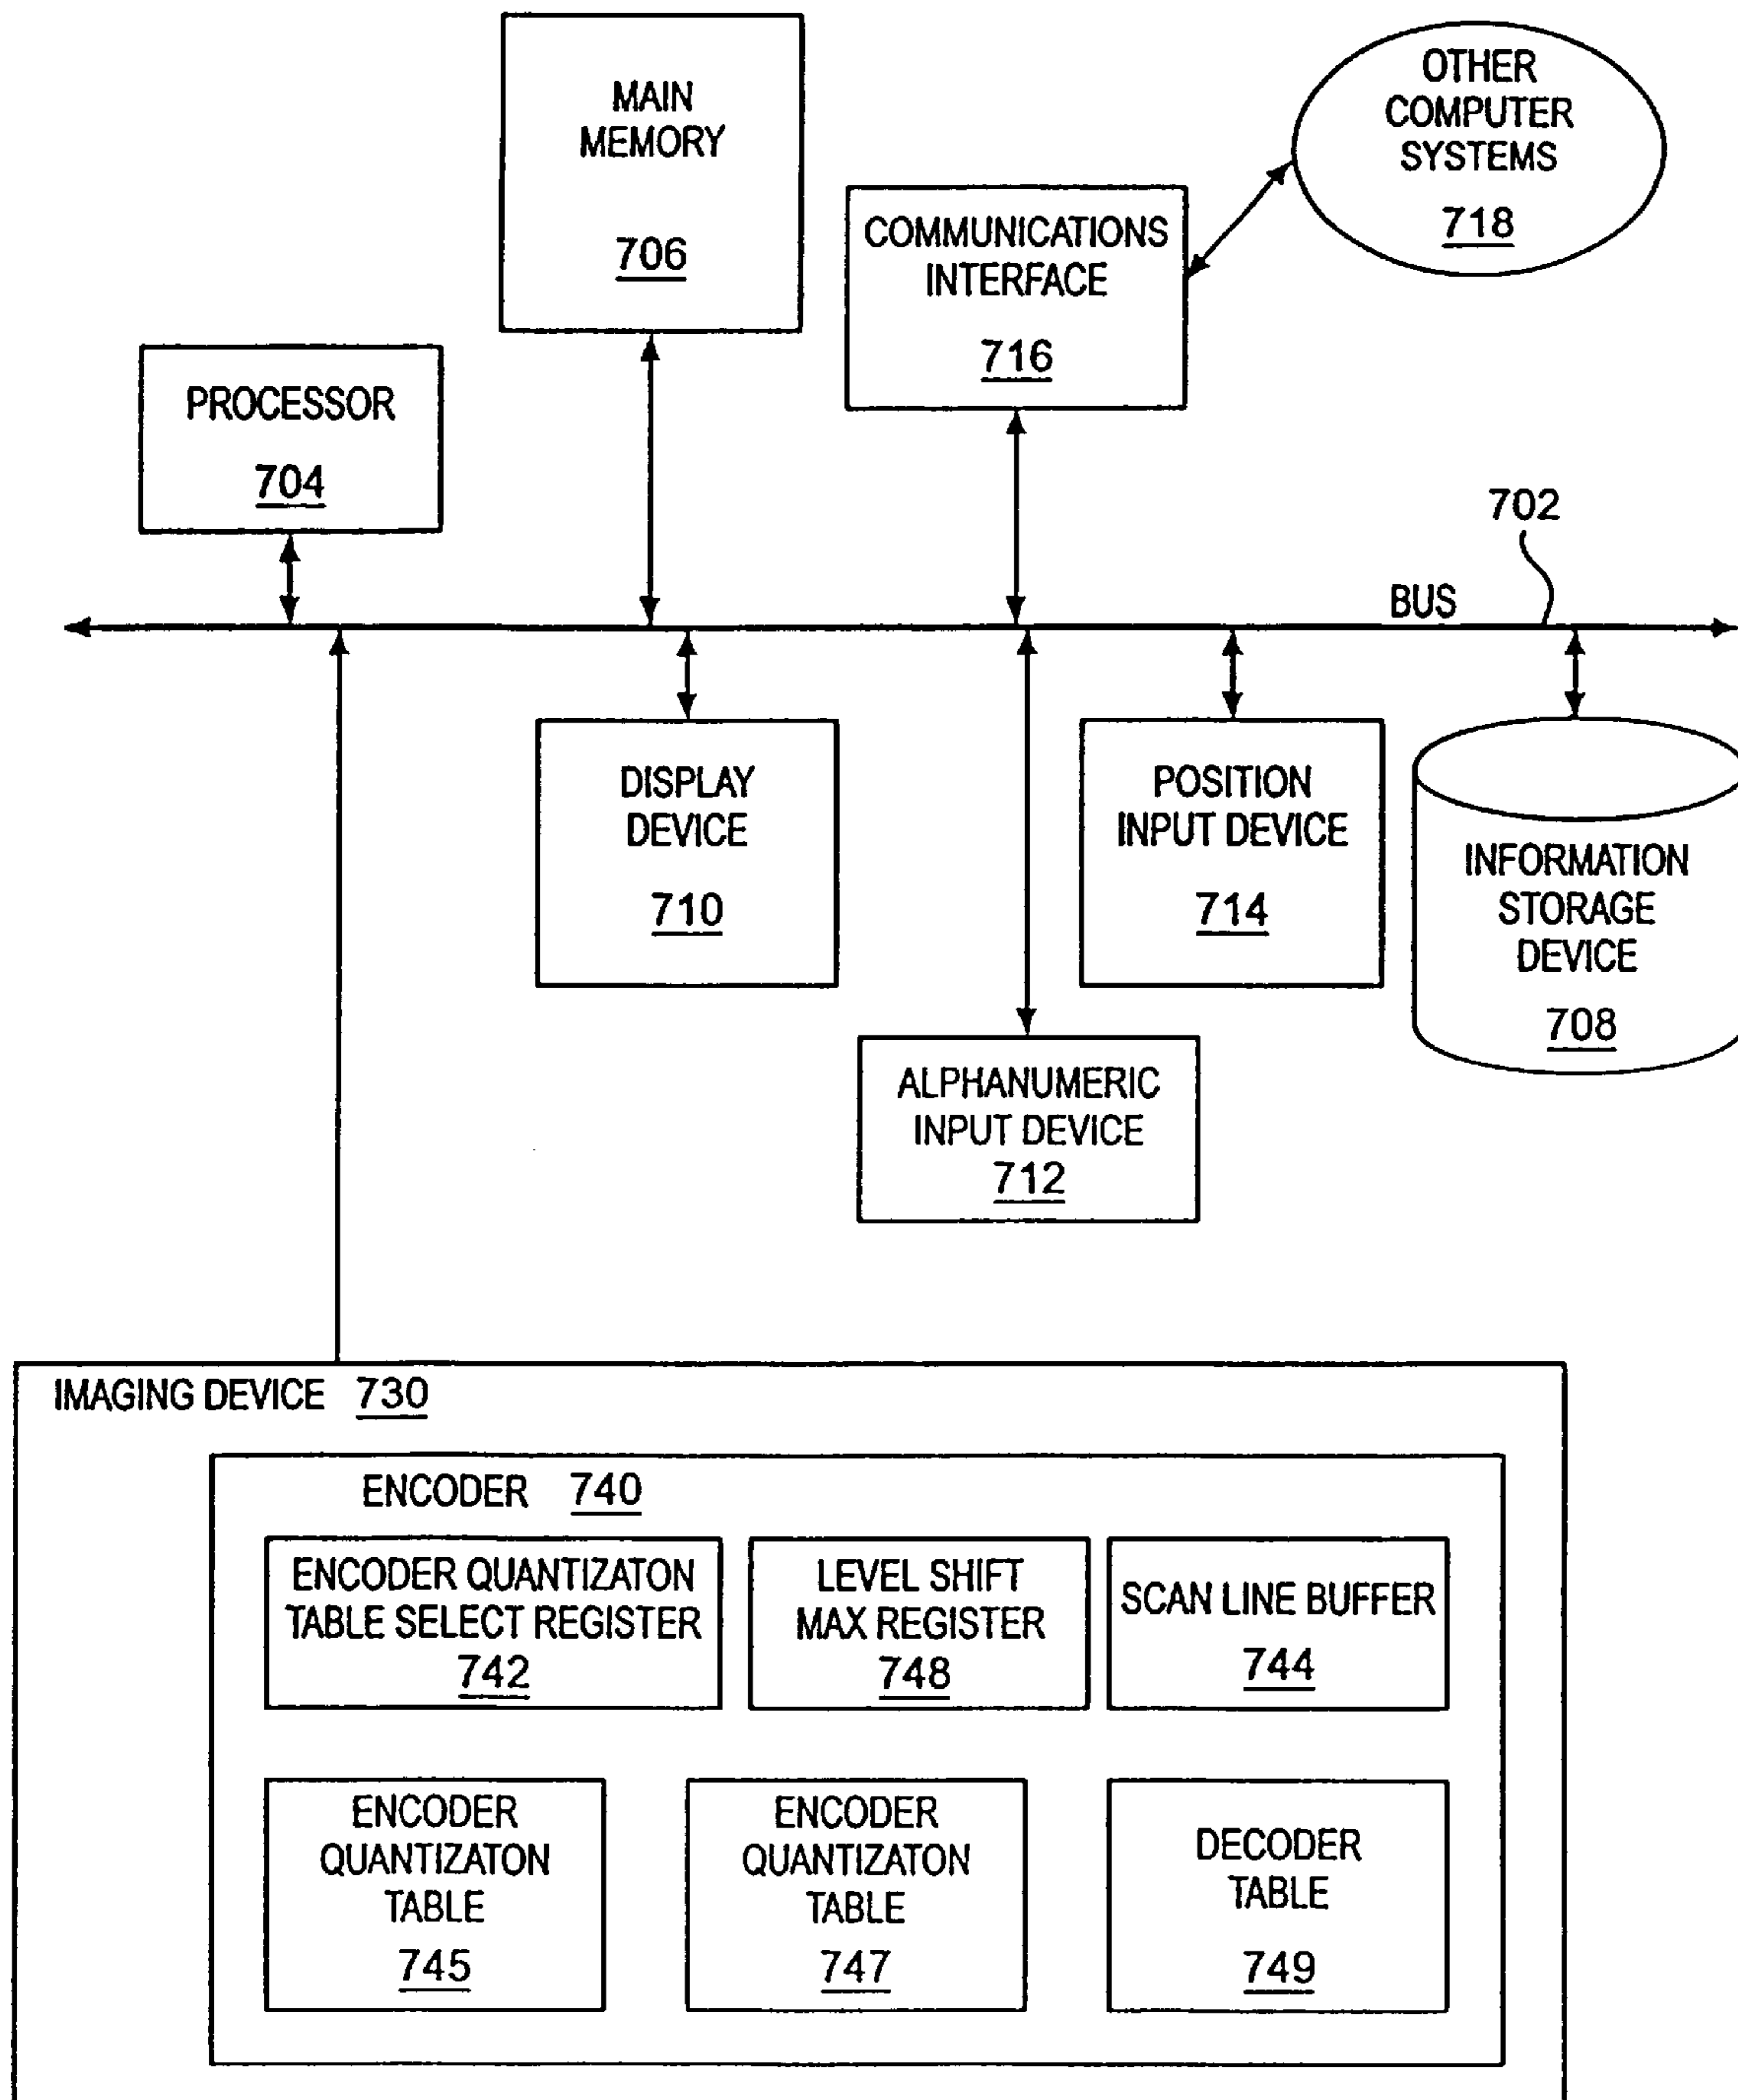 MAIN
MEMORY
706
OTHER
COMPUTER
SYSTEMS
718
COMMUNICATIONS
INTERFACE
716
PROCESSOR
704
702
BUS
DISPLAY
DEVICE
710
POSITION
INPUT DEVICE
714
INFORMATION
STORAGE
DEVICE
708
ALPHANUMERIC
INPUT DEVICE
712
IMAGING DEVICE 730
ENCODER 740
ENCODER QUANTIZATON
TABLE SELECT REGISTER
742
LEVEL SHIFT
MAX REGISTER
748
SCAN LINE BUFFER
744
ENCODER
QUANTIZATON
TABLE
745
ENCODER
QUANTIZATON
TABLE
747
DECODER
TABLE
749